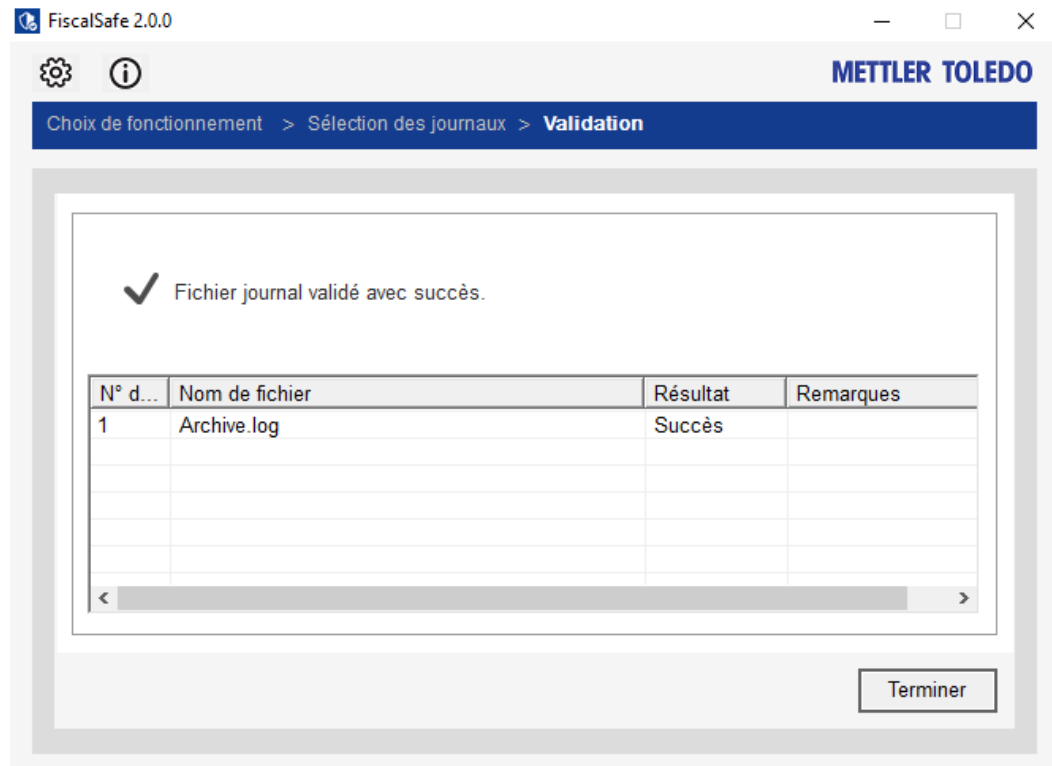 FiscalSafe 2.0.0
METTLER TOLEDO
Choix de fonctionnement > Sélection des journaux > Validation
Fichier journal validé avec succès.
N° d... Nom de fichier Résultat Remarques
1 Archive.log Succès
Terminer